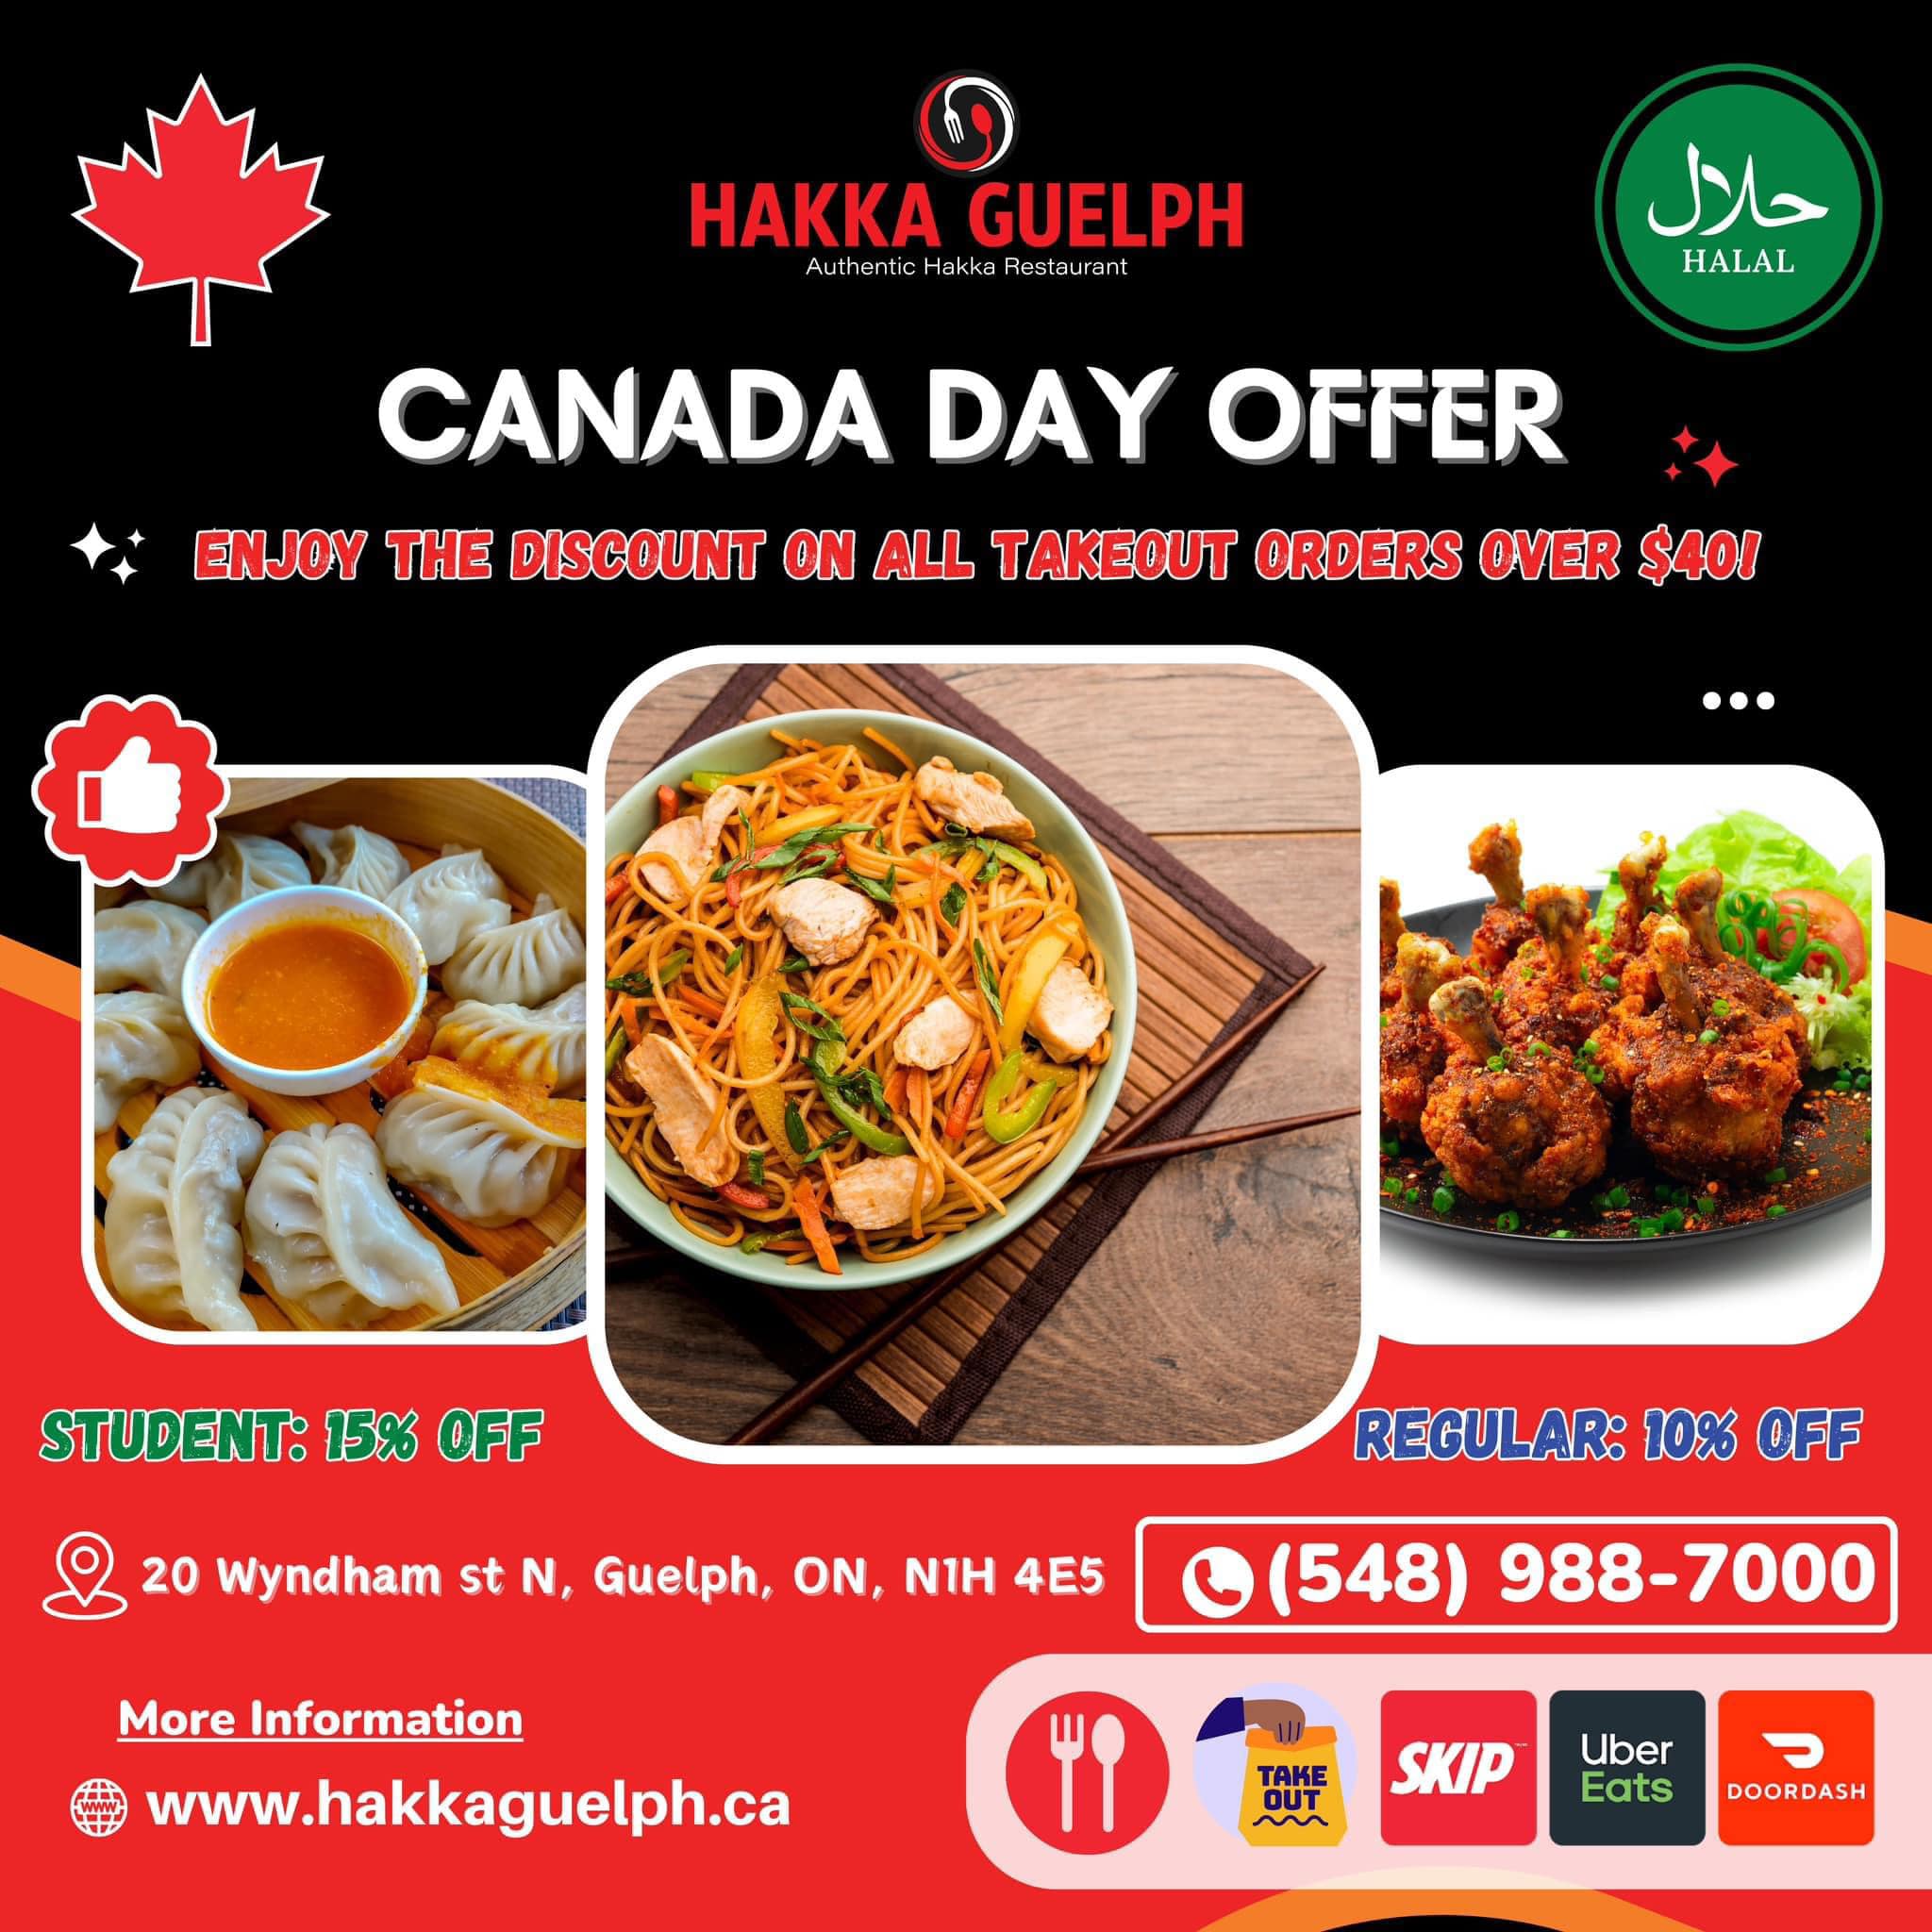 HAKKA GUELPH
Authentic Hakka Restaurant
حلال
HALAL
CANADA DAY OFFER
ENJOY THE DISCOUNT ON ALL TAKEOUT ORDERS OVER $40!
STUDENT: 15% OFF
REGULAR: 10% OFF
20 Wyndham st N, Guelph, ON, N1H 4E5
(548) 988-7000
More Information
www
www.hakkaguelph.ca
TAKE
OUT
SKIP
Uber
Eats
DOORDASH